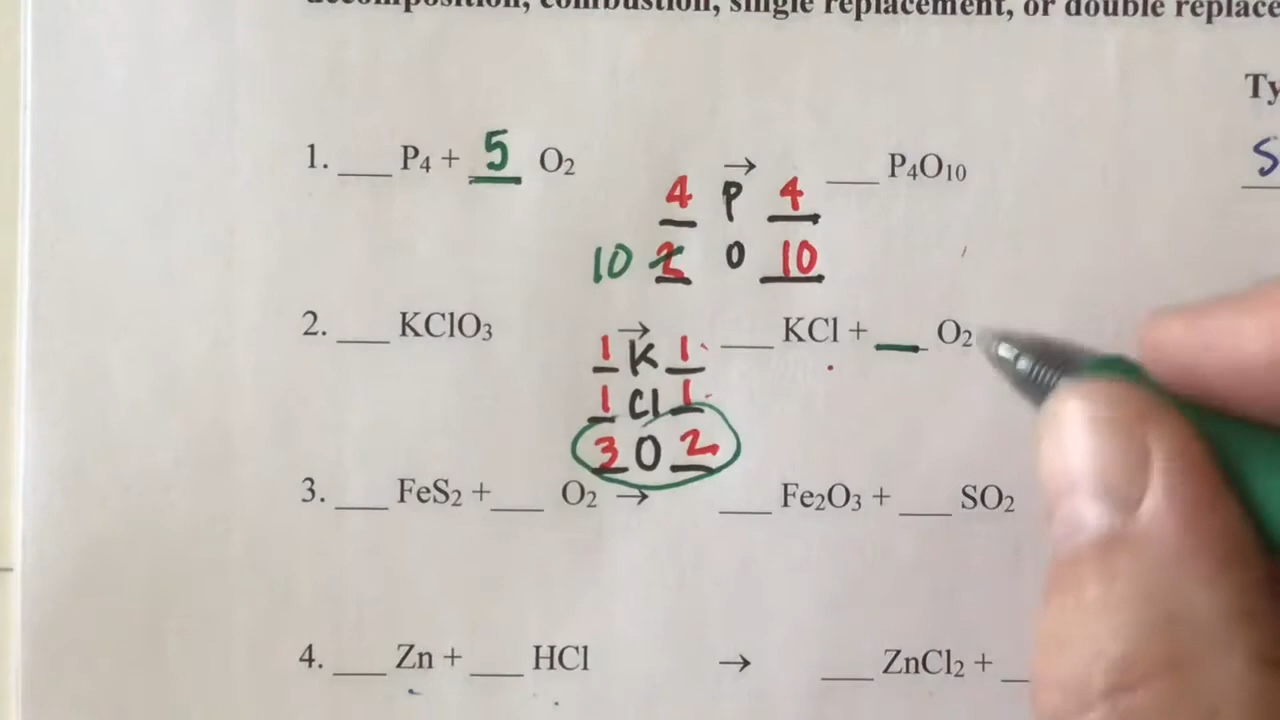 decomposition, combustion, single replacement, or double replace
Ty
S
1. ___ P₄ + 5 O₂ → ___ P₄O₁₀
4 P 4
10 2 O 10
2. ___ KClO₃ → ___ KCl + ___ O₂
1 K 1
1 Cl 1
3 O 2
3. ___ FeS₂ + ___ O₂ → ___ Fe₂O₃ + ___ SO₂
4. ___ Zn + ___ HCl → ___ ZnCl₂ + _